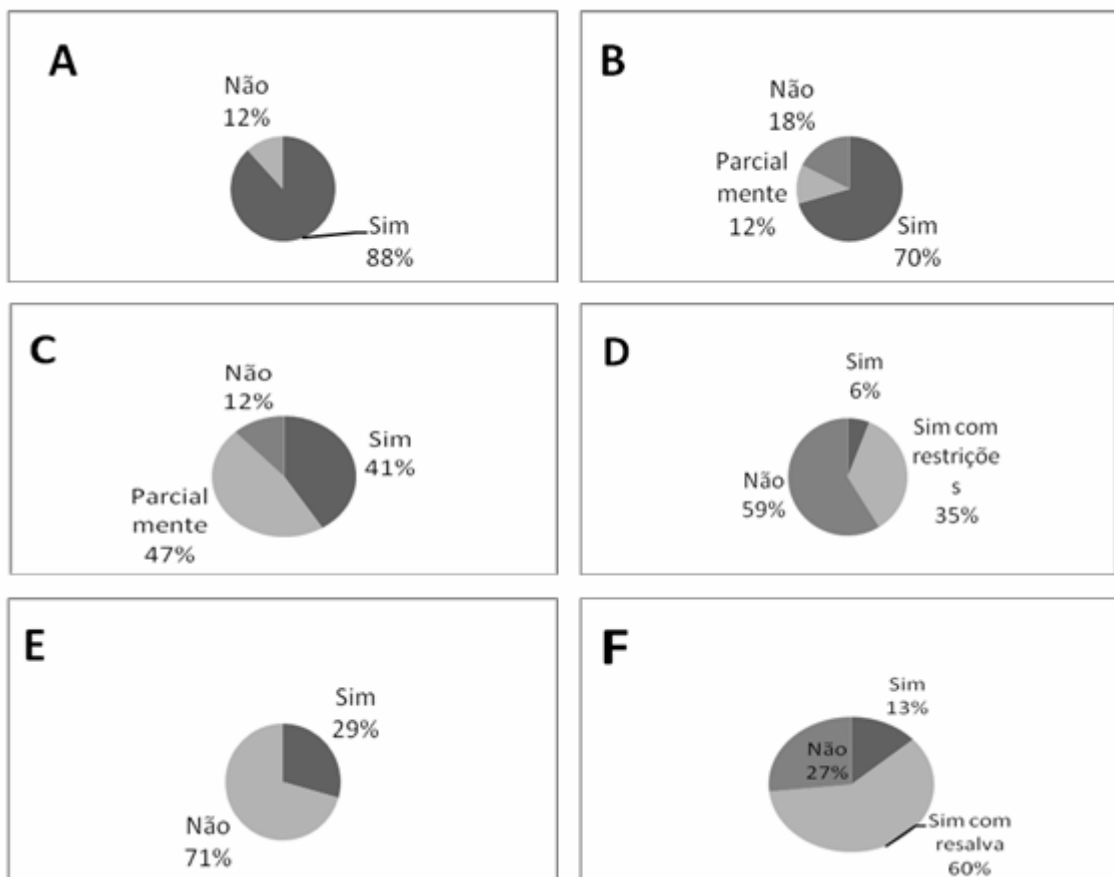 A
Não
12%
Sim
88%
B
Não
18%
Parcial
mente
12%
Sim
70%
C
Não
12%
Sim
41%
Parcial
mente
47%
D
Sim
6%
Sim com
restriçõe
s
35%
Não
59%
E
Sim
29%
Não
71%
F
Sim
13%
Não
27%
Sim com
resalva
60%